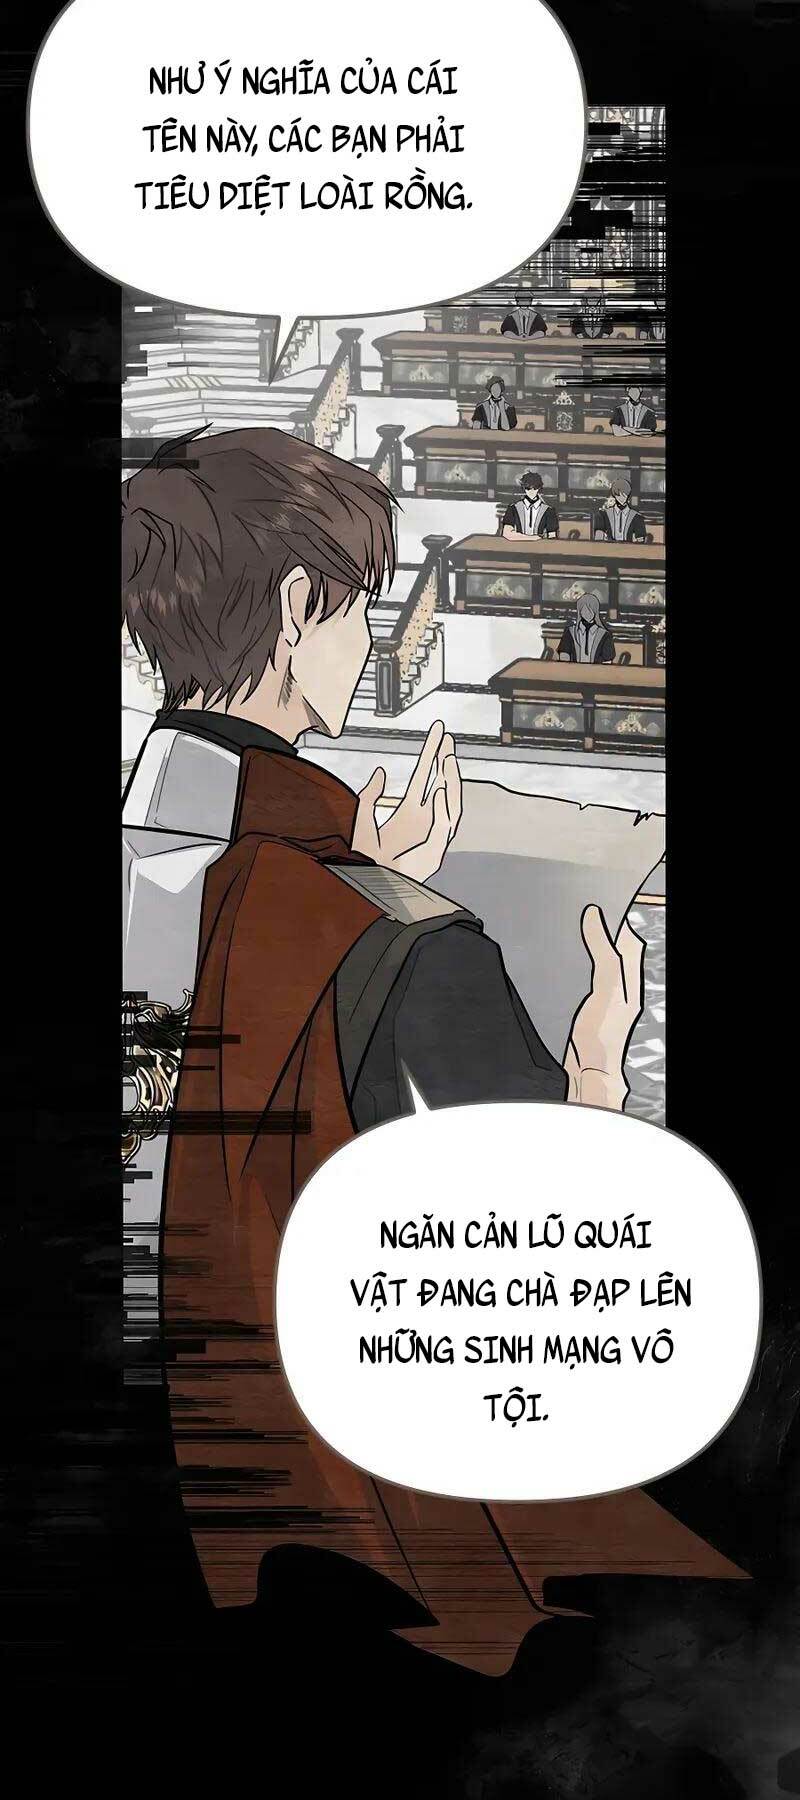 NHƯ Ý NGHĨA CỦA CÁI
TÊN NÀY, CÁC BẠN PHẢI
TIÊU DIỆT LOÀI RỒNG.
NGĂN CẢN LŨ QUÁI
VẬT ĐANG CHÀ ĐẠP LÊN
NHỮNG SINH MẠNG VÔ
TỘI.